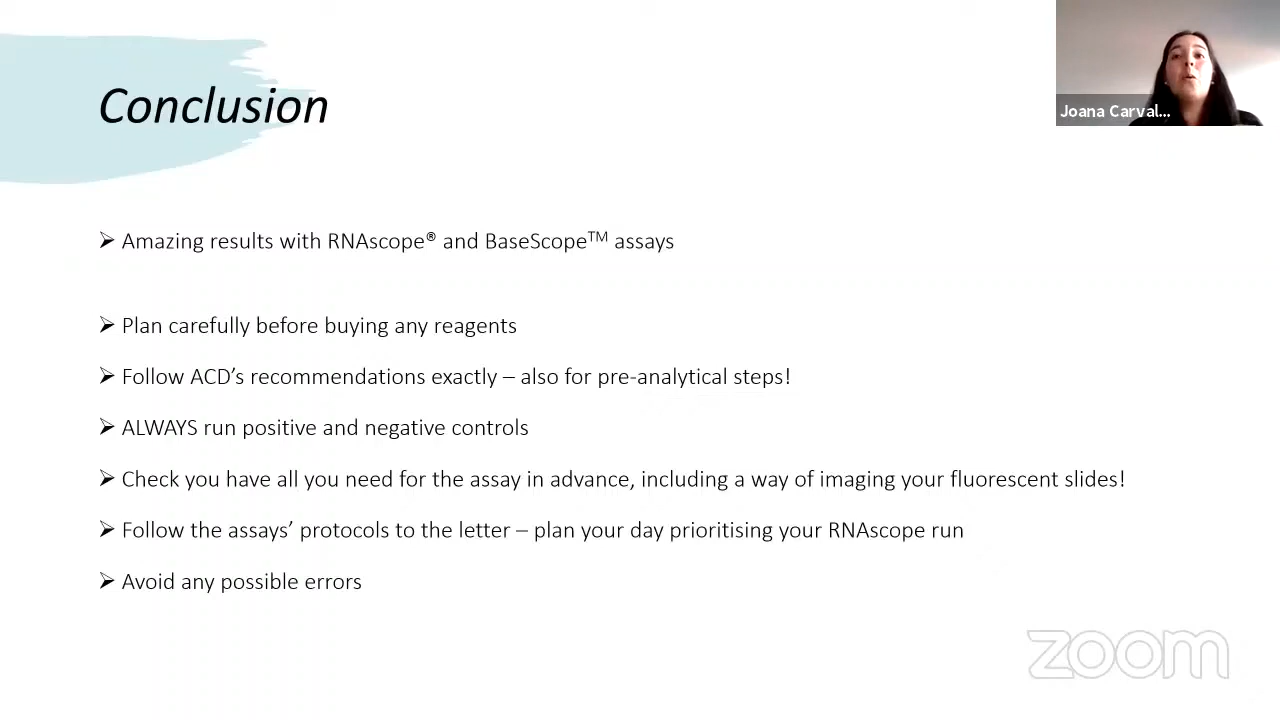 Conclusion
Joana Carval...
➢ Amazing results with RNAscope® and BaseScope™ assays
➢ Plan carefully before buying any reagents
➢ Follow ACD’s recommendations exactly – also for pre-analytical steps!
➢ ALWAYS run positive and negative controls
➢ Check you have all you need for the assay in advance, including a way of imaging your fluorescent slides!
➢ Follow the assays’ protocols to the letter – plan your day prioritising your RNAscope run
➢ Avoid any possible errors
zoom